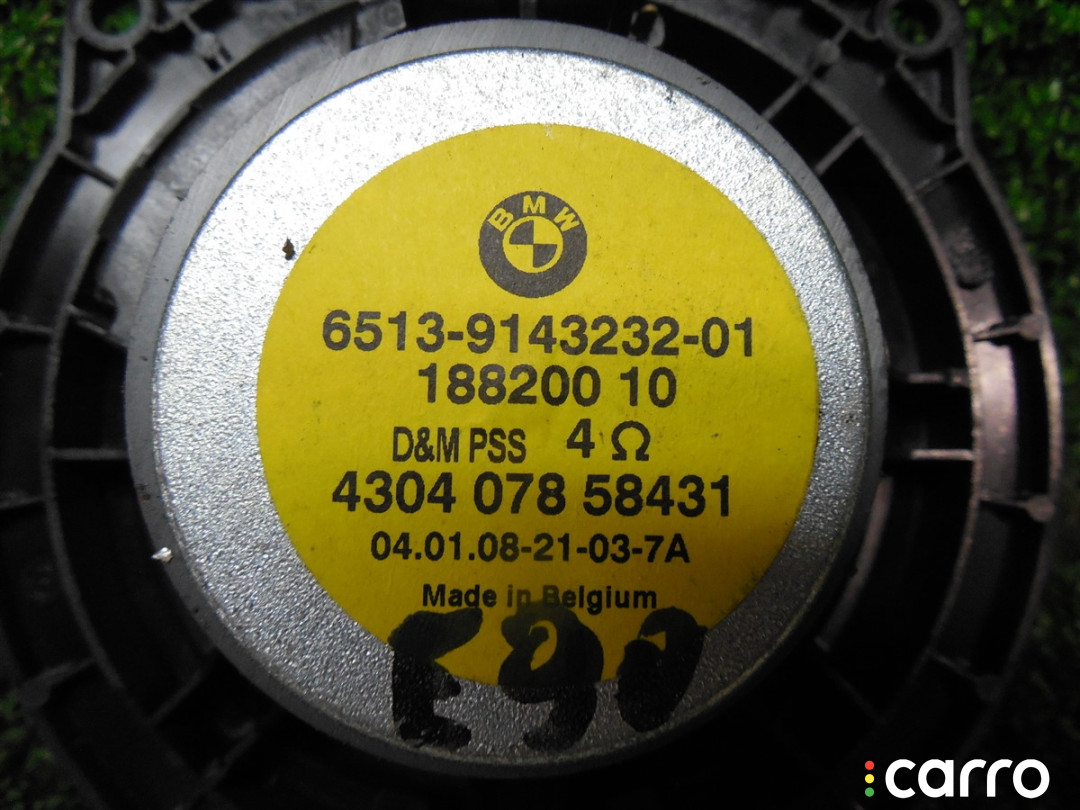 BMW
6513-9143232-01
188200 10
D&M PSS 4 Ω
4304 078 58431
04.01.08-21-03-7A
Made in Belgium
E90
carro